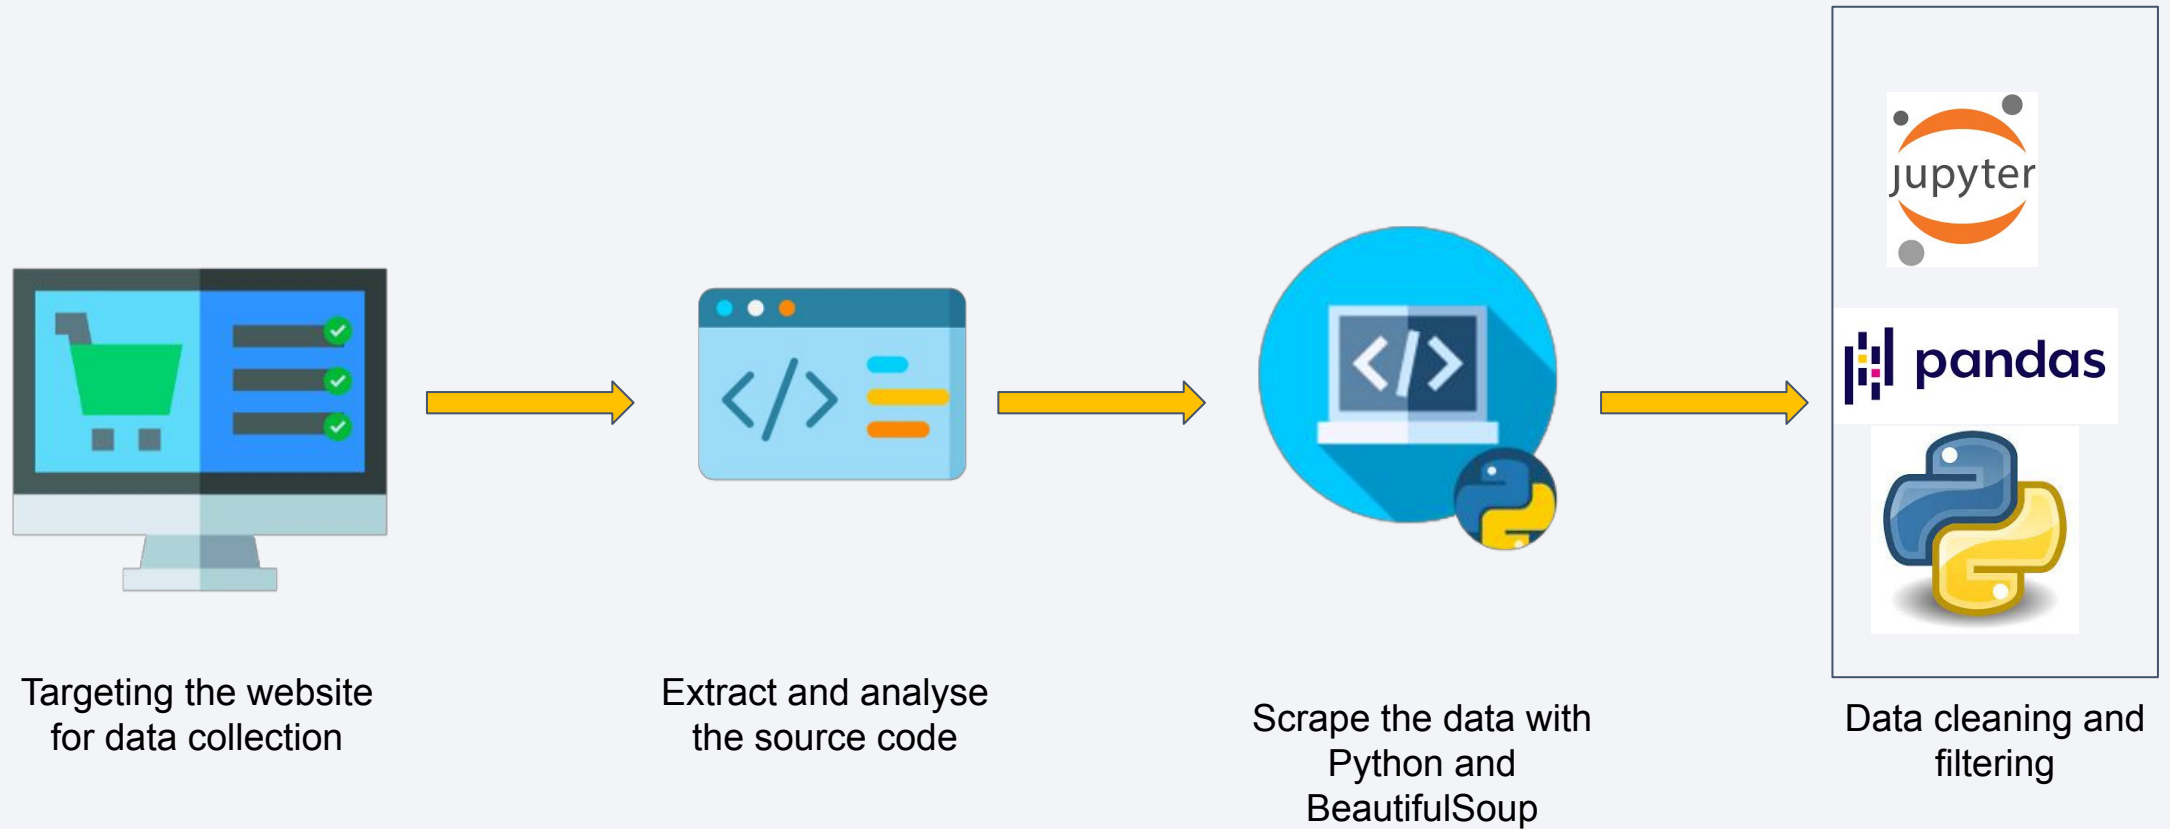 jupyter
pandas
Targeting the website
for data collection
Extract and analyse
the source code
Scrape the data with
Python and
BeautifulSoup
Data cleaning and
filtering